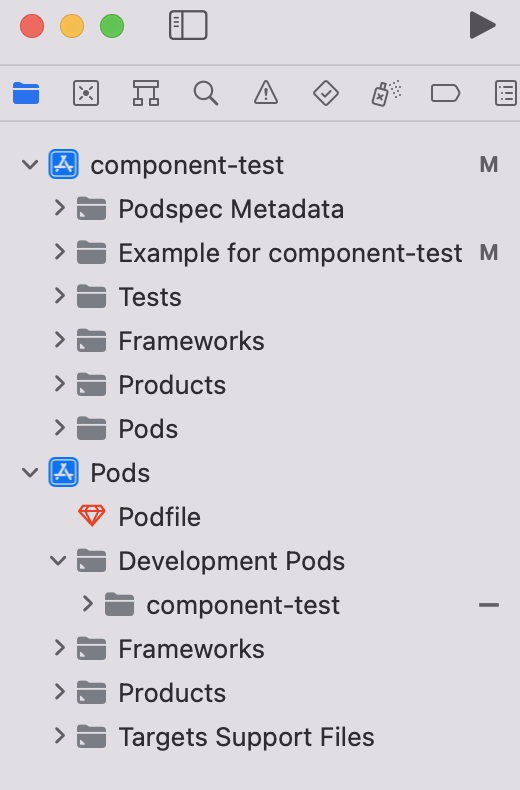 component-test M
Podspec Metadata
Example for component-test M
Tests
Frameworks
Products
Pods
Pods
Podfile
Development Pods
component-test
Frameworks
Products
Targets Support Files